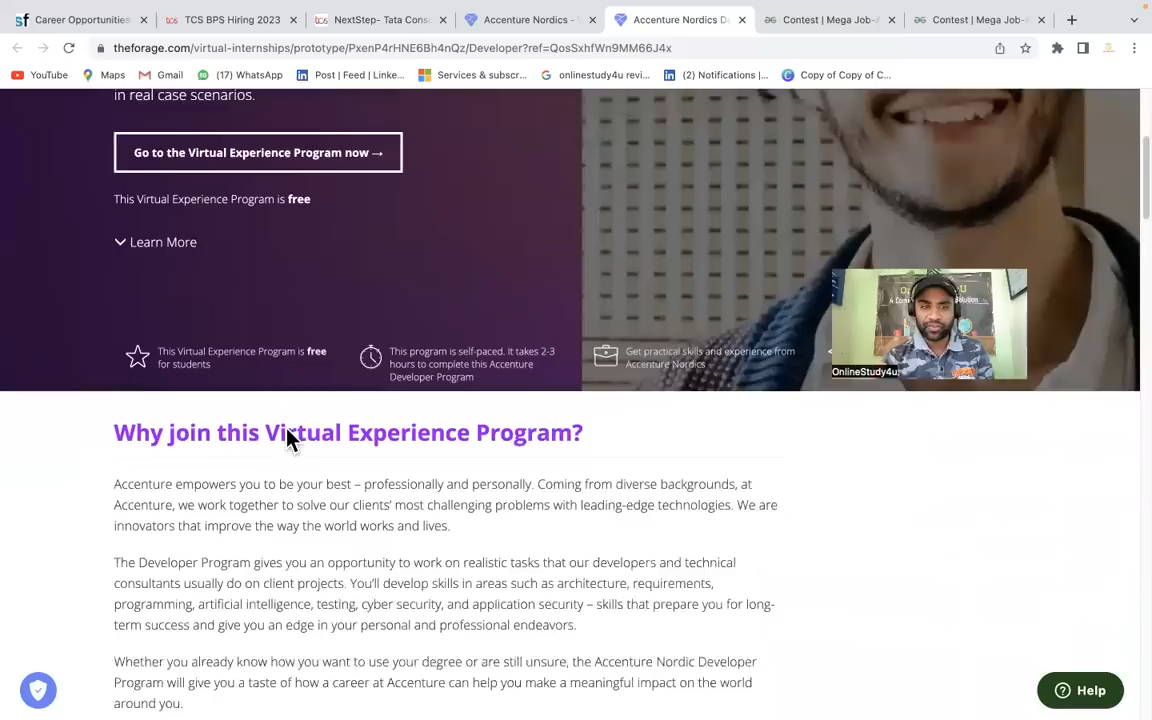 Career Opportunities
TCS BPS Hiring 2023
NextStep- Tata Consu
Accenture Nordics -
Accenture Nordics D
Contest | Mega Job-A
Contest | Mega Job-A
theforage.com/virtual-internships/prototype/PxenP4rHNE6Bh4nQz/Developer?ref=QosSxhfWn9MM66J4x
YouTube
Maps
Gmail
(17) WhatsApp
Post | Feed | Linke...
Services & subscr...
onlinestudy4u revi...
(2) Notifications |...
Copy of Copy of C...
in real case scenarios.
Go to the Virtual Experience Program now →
This Virtual Experience Program is free
Learn More
This Virtual Experience Program is free
for students
This program is self-paced. It takes 2-3
hours to complete this Accenture
Developer Program
Get practical skills and experience from
Accenture Nordics
OnlineStudy4u
Why join this Virtual Experience Program?
Accenture empowers you to be your best – professionally and personally. Coming from diverse backgrounds, at
Accenture, we work together to solve our clients' most challenging problems with leading-edge technologies. We are
innovators that improve the way the world works and lives.
The Developer Program gives you an opportunity to work on realistic tasks that our developers and technical
consultants usually do on client projects. You'll develop skills in areas such as architecture, requirements,
programming, artificial intelligence, testing, cyber security, and application security – skills that prepare you for long-
term success and give you an edge in your personal and professional endeavors.
Whether you already know how you want to use your degree or are still unsure, the Accenture Nordic Developer
Program will give you a taste of how a career at Accenture can help you make a meaningful impact on the world
around you.
Help